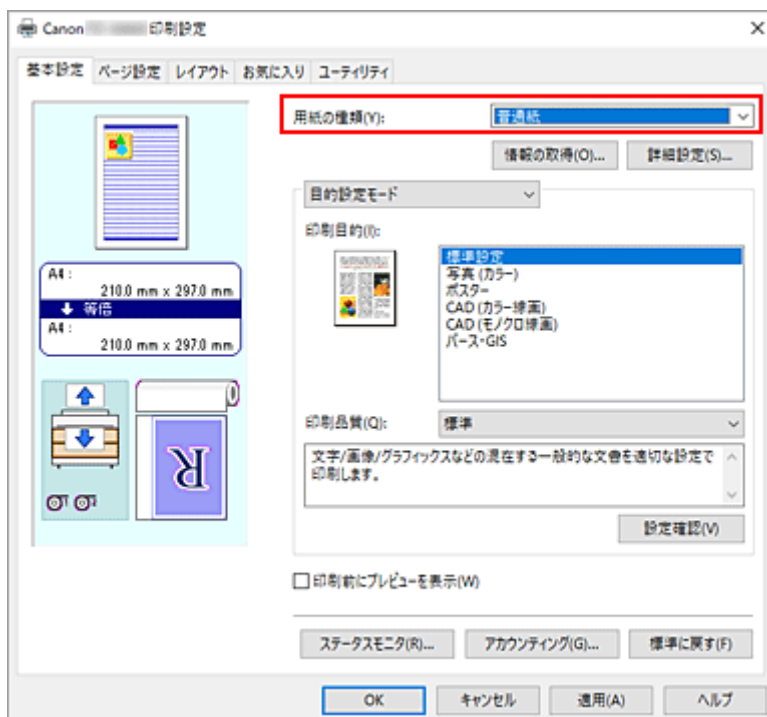 Canon 印刷設定
基本設定 ページ設定 レイアウト お気に入り ユーティリティ
用紙の種類(Y): 普通紙
情報の取得(O)... 詳細設定(S)...
目的設定モード
印刷目的(I):
標準設定
写真 (カラー)
ポスター
CAD (カラー線画)
CAD (モノクロ線画)
パース・GIS
A4 :
210.0 mm x 297.0 mm
等倍
A4 :
210.0 mm x 297.0 mm
R
印刷品質(Q): 標準
文字/画像/グラフィックスなどの混在する一般的な文書を適切な設定で
印刷します。
設定確認(V)
印刷前にプレビューを表示(W)
ステータスモニタ(R)... アカウンティング(G)... 標準に戻す(F)
OK キャンセル 適用(A) ヘルプ